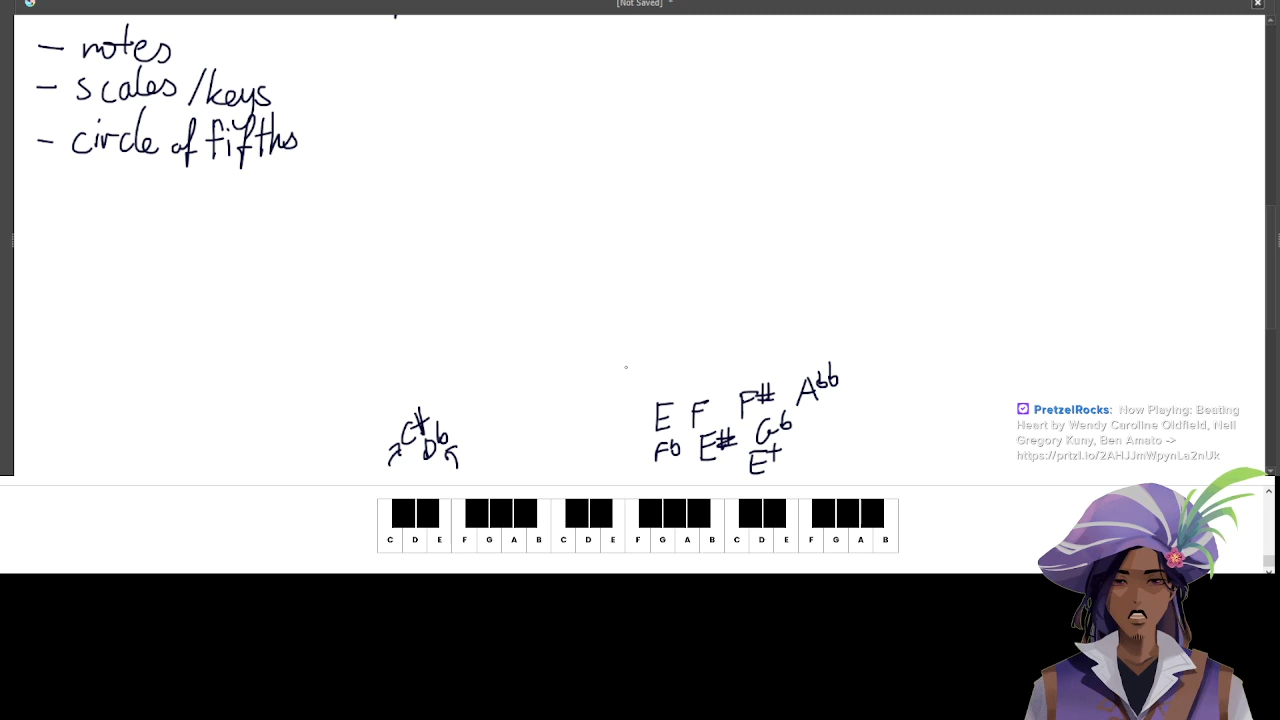 [Not Saved] *
- notes
- scales/keys
- circle of fifths
E F F# Abb
Fb E# Gb
E+
C#
Db
PretzelRocks: Now Playing: Beating
Heart by Wendy Caroline Oldfield, Neil
Gregory Kuny, Ben Amato ->
https://prtzl.io/2AHJJmWpynLa2nUk
C D E F G A B C D E F G A B C D E F G A B